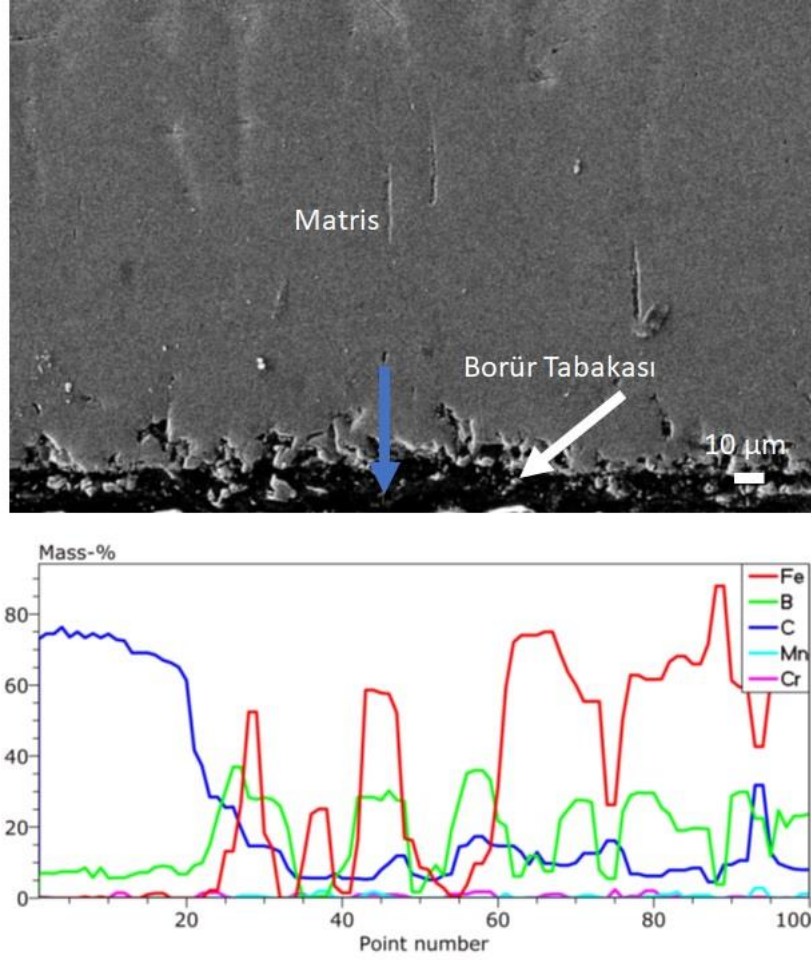 Matris
Borür Tabakası
10 µm
Mass-%
Fe
B
C
Mn
Cr
80
60
40
20
0
20 40 60 80 100
Point number